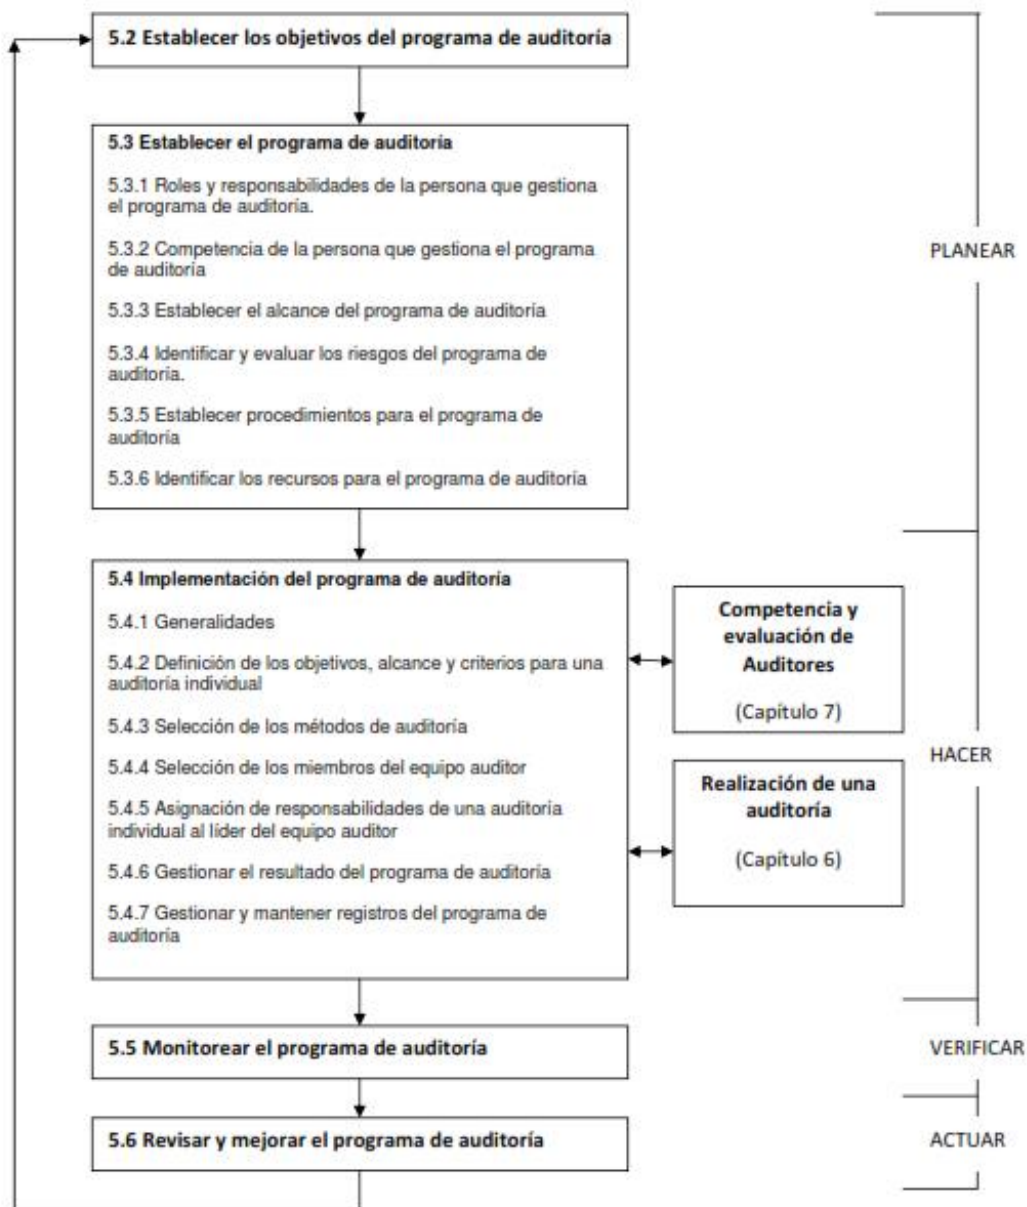 5.2 Establecer los objetivos del programa de auditoría
5.3 Establecer el programa de auditoría
5.3.1 Roles y responsabilidades de la persona que gestiona
el programa de auditoría.
5.3.2 Competencia de la persona que gestiona el programa
de auditoría
5.3.3 Establecer el alcance del programa de auditoría
5.3.4 Identificar y evaluar los riesgos del programa de
auditoría.
5.3.5 Establecer procedimientos para el programa de
auditoría
5.3.6 Identificar los recursos para el programa de auditoría
PLANEAR
5.4 Implementación del programa de auditoría
5.4.1 Generalidades
5.4.2 Definición de los objetivos, alcance y criterios para una
auditoría individual
5.4.3 Selección de los métodos de auditoría
5.4.4 Selección de los miembros del equipo auditor
5.4.5 Asignación de responsabilidades de una auditoría
individual al líder del equipo auditor
5.4.6 Gestionar el resultado del programa de auditoría
5.4.7 Gestionar y mantener registros del programa de
auditoría
Competencia y
evaluación de
Auditores
(Capítulo 7)
Realización de una
auditoría
(Capítulo 6)
HACER
5.5 Monitorear el programa de auditoría
VERIFICAR
5.6 Revisar y mejorar el programa de auditoría
ACTUAR